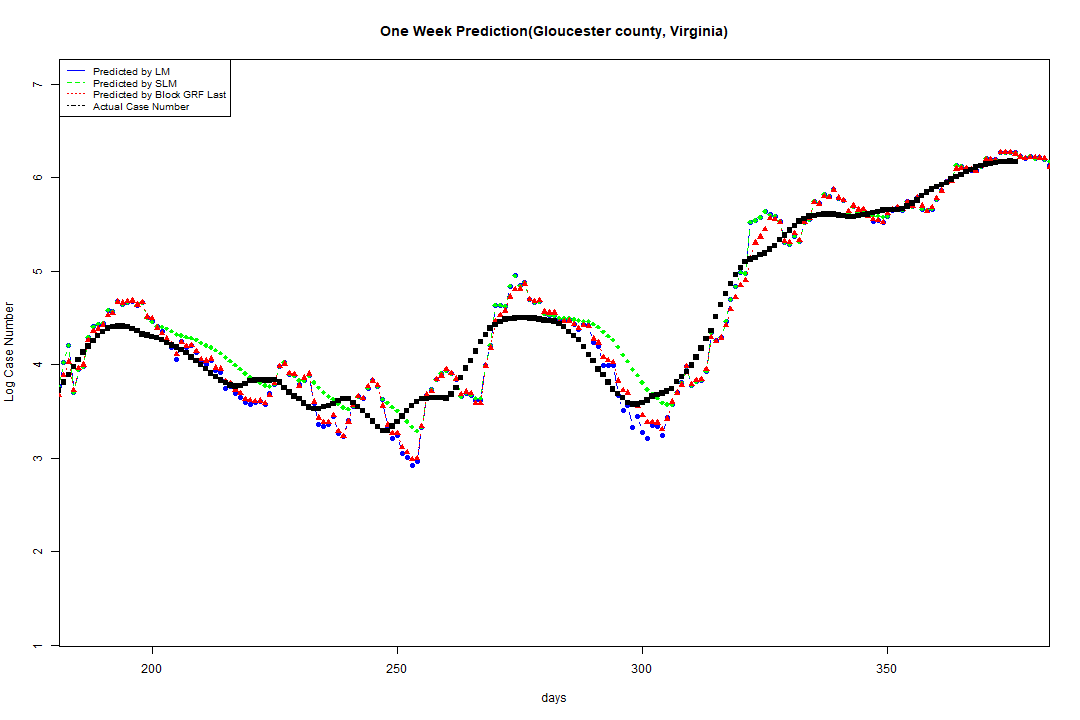 One Week Prediction(Gloucester county, Virginia)
Predicted by LM
Predicted by SLM
Predicted by Block GRF Last
Actual Case Number
7
6
5
4
3
2
1
Log Case Number
200
250
300
350
days